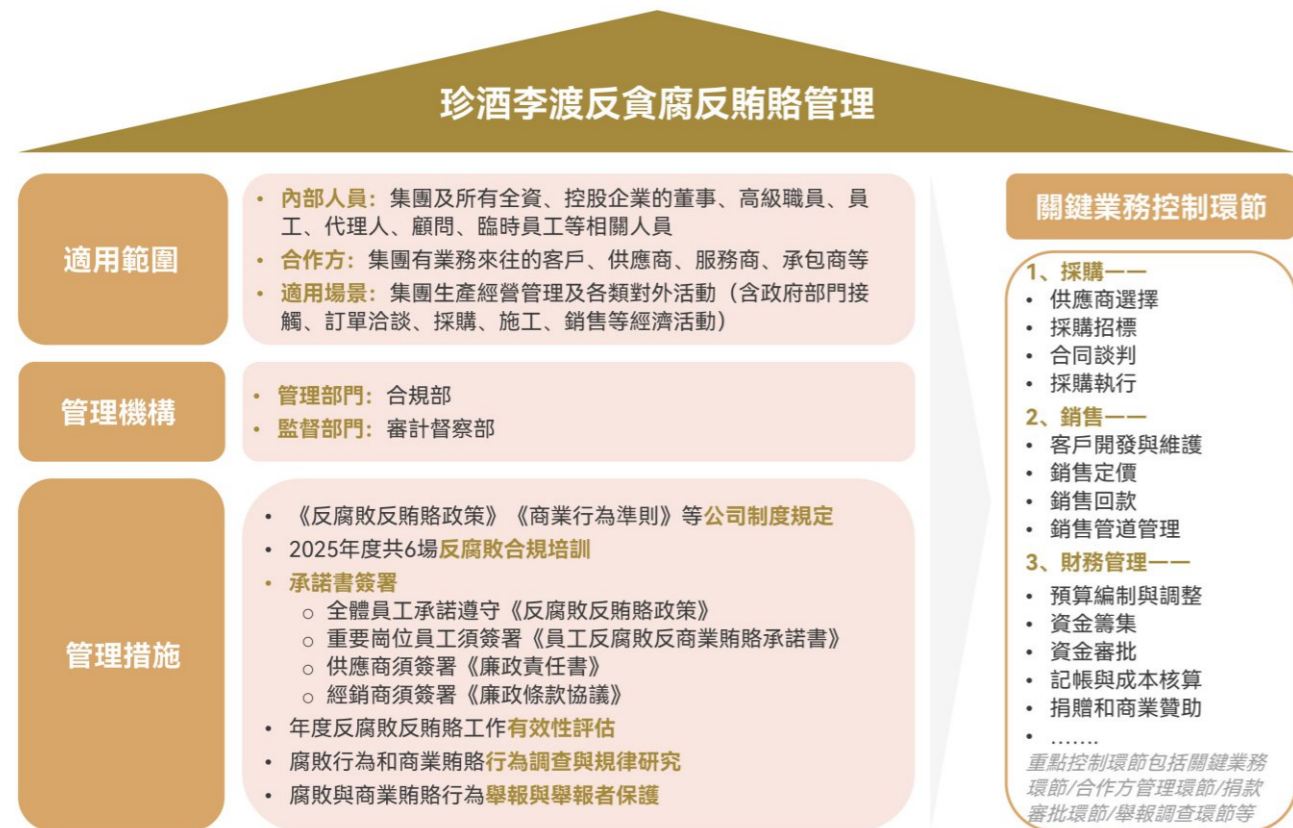 珍酒李渡反貪腐反賄賂管理
適用範圍
• 內部人員：集團及所有全資、控股企業的董事、高級職員、員
工、代理人、顧問、臨時員工等相關人員
• 合作方：集團有業務來往的客戶、供應商、服務商、承包商等
• 適用場景：集團生產經營管理及各類對外活動（含政府部門接
觸、訂單洽談、採購、施工、銷售等經濟活動）
管理機構
• 管理部門：合規部
• 監督部門：審計督察部
管理措施
• 《反腐敗反賄賂政策》《商業行為準則》等公司制度規定
• 2025年度共6場反腐敗合規培訓
• 承諾書簽署
○ 全體員工承諾遵守《反腐敗反賄賂政策》
○ 重要崗位員工須簽署《員工反腐敗反商業賄賂承諾書》
○ 供應商須簽署《廉政責任書》
○ 經銷商須簽署《廉政條款協議》
• 年度反腐敗反賄賂工作有效性評估
• 腐敗行為和商業賄賂行為調查與規律研究
• 腐敗與商業賄賂行為舉報與舉報者保護
關鍵業務控制環節
1、採購——
• 供應商選擇
• 採購招標
• 合同談判
• 採購執行
2、銷售——
• 客戶開發與維護
• 銷售定價
• 銷售回款
• 銷售管道管理
3、財務管理——
• 預算編制與調整
• 資金籌集
• 資金審批
• 記帳與成本核算
• 捐贈和商業贊助
• …….
重點控制環節包括關鍵業務
環節/合作方管理環節/捐款
審批環節/舉報調查環節等